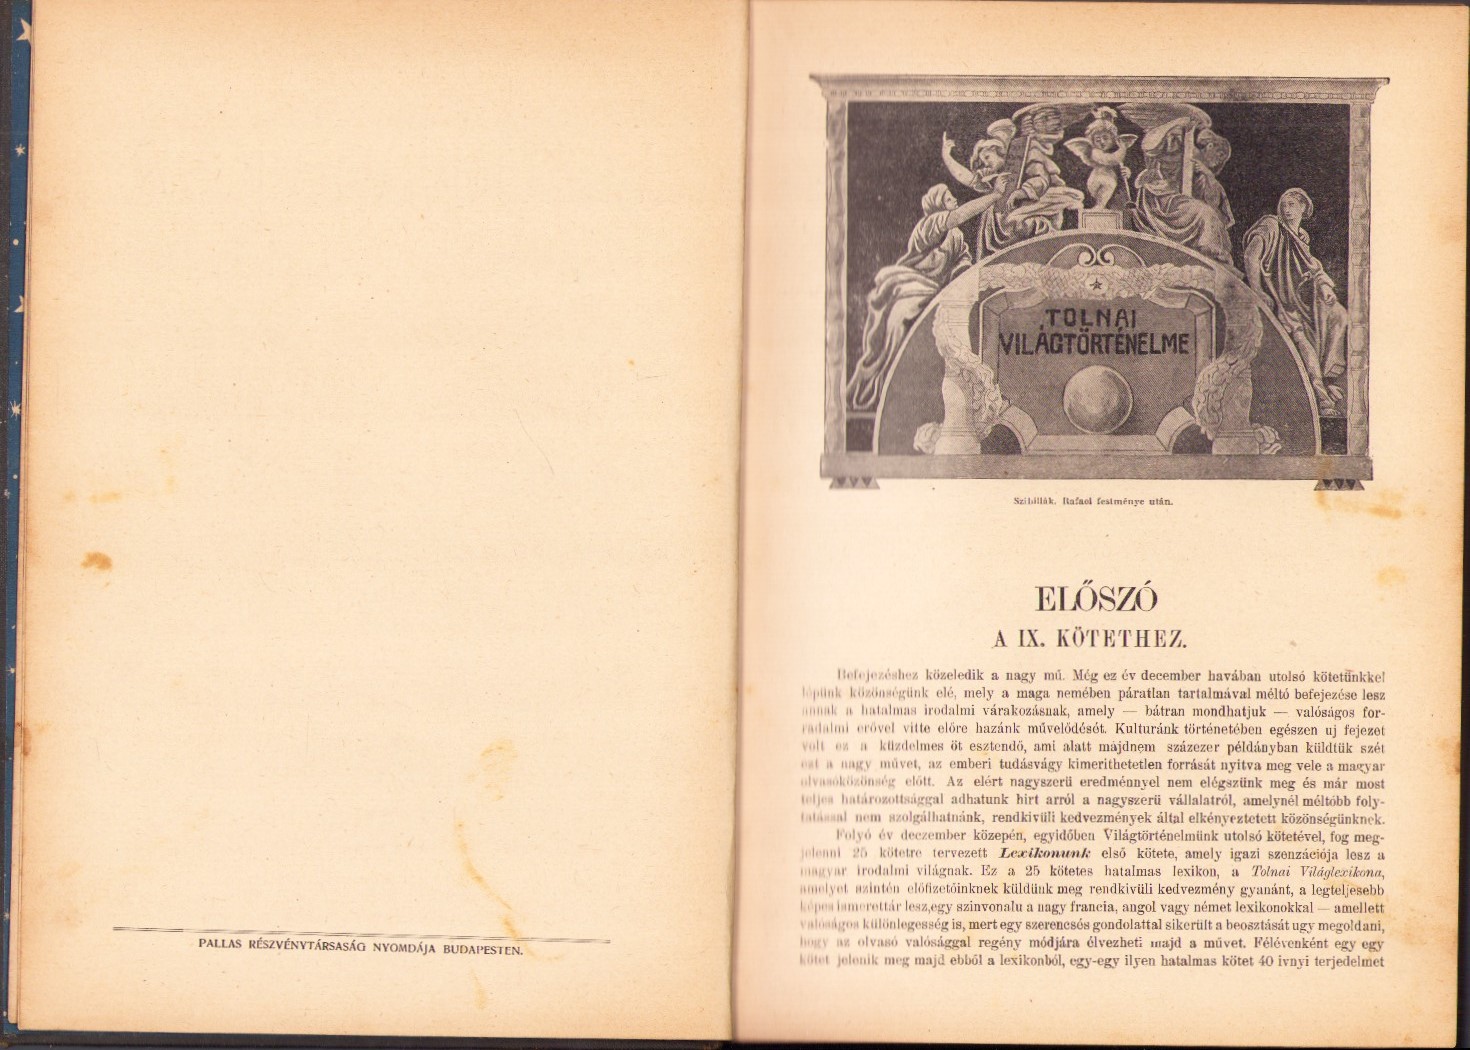 PALLAS RÉSZVÉNYTÁRSASÁG NYOMDÁJA BUDAPESTEN.
TOLNAI
VILÁGTÖRTÉNELME
Szibillák. Rafael festménye után.
ELŐSZÓ
A IX. KÖTETHEZ.
Befejezéshez közeledik a nagy mű. Még ez év december havában utolsó kötetünkkel
lépünk közönségünk elé, mely a maga nemében páratlan tartalmával méltó befejezése lesz
annak a hatalmas irodalmi várakozásnak, amely — bátran mondhatjuk — valóságos for-
radalmi erővel vitte előre hazánk művelődését. Kulturánk történetében egészen uj fejezet
volt ez a küzdelmes öt esztendő, ami alatt majdnem százezer példányban küldtük szét
ezt a nagy művet, az emberi tudásvágy kimerithetetlen forrását nyitva meg vele a magyar
olvasóközönség előtt. Az elért nagyszerü eredménnyel nem elégszünk meg és már most
teljes határozottsággal adhatunk hirt arról a nagyszerü vállalatról, amelynél méltóbb foly-
tatással nem szolgálhatnánk, rendkivüli kedvezmények által elkényeztetett közönségünknek.
Folyó év deczember közepén, egyidőben Világtörténelmünk utolsó kötetével, fog meg-
jelenni 25 kötetre tervezett Lexikonunk első kötete, amely igazi szenzációja lesz a
magyar irodalmi világnak. Ez a 25 kötetes hatalmas lexikon, a Tolnai Világlexikona,
amelyet szintén előfizetőinknek küldünk meg rendkivüli kedvezmény gyanánt, a legteljesebb
képes ismerettár lesz, egy szinvonalu a nagy francia, angol vagy német lexikonokkal — amellett
valóságos különlegesség is, mert egy szerencsés gondolattal sikerült a beosztását ugy megoldani,
hogy az olvasó valósággal regény módjára élvezheti majd a művet. Félévenként egy egy
kötet jelenik meg majd ebből a lexikonból, egy-egy ilyen hatalmas kötet 40 ivnyi terjedelmet